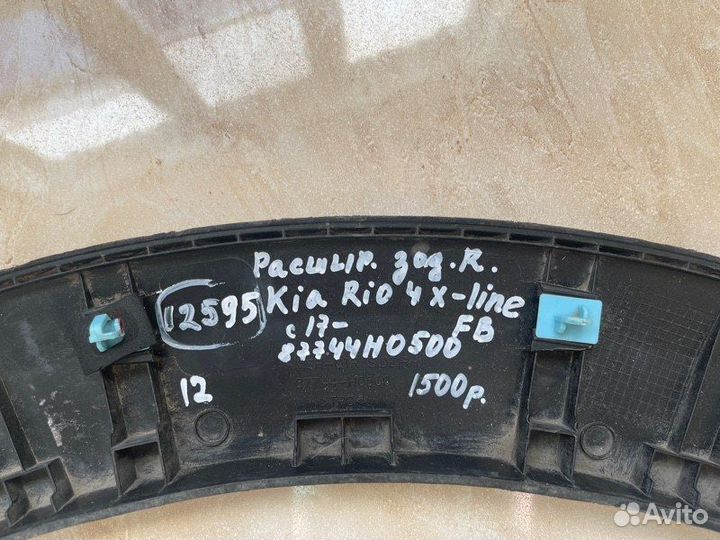 Расшир. зад. R.
12595 Kia Rio 4 X-line
с 17- FB
87744H0500
12 1500р.
Avito